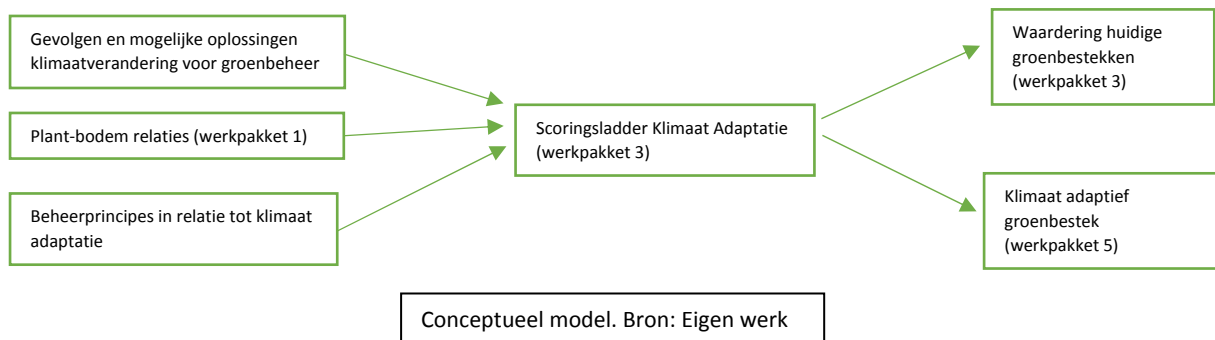 Gevolgen en mogelijke oplossingen
klimaatverandering voor groenbeheer
Plant-bodem relaties (werkpakket 1)
Beheerprincipes in relatie tot klimaat
adaptatie
Scoringsladder Klimaat Adaptatie
(werkpakket 3)
Waardering huidige
groenbestekken
(werkpakket 3)
Klimaat adaptief
groenbestek
(werkpakket 5)
Conceptueel model. Bron: Eigen werk